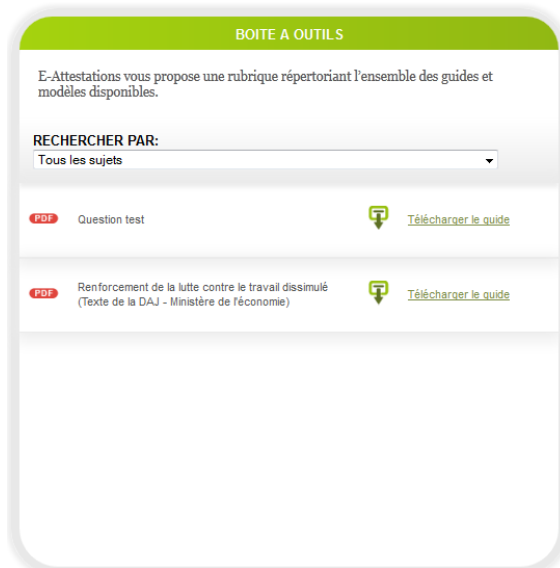 BOITE A OUTILS
E-Attestations vous propose une rubrique répertoriant l'ensemble des guides et
modèles disponibles.
RECHERCHER PAR:
Tous les sujets
PDF Question test Télécharger le guide
Renforcement de la lutte contre le travail dissimulé
PDF (Texte de la DAJ - Ministère de l'économie) Télécharger le guide